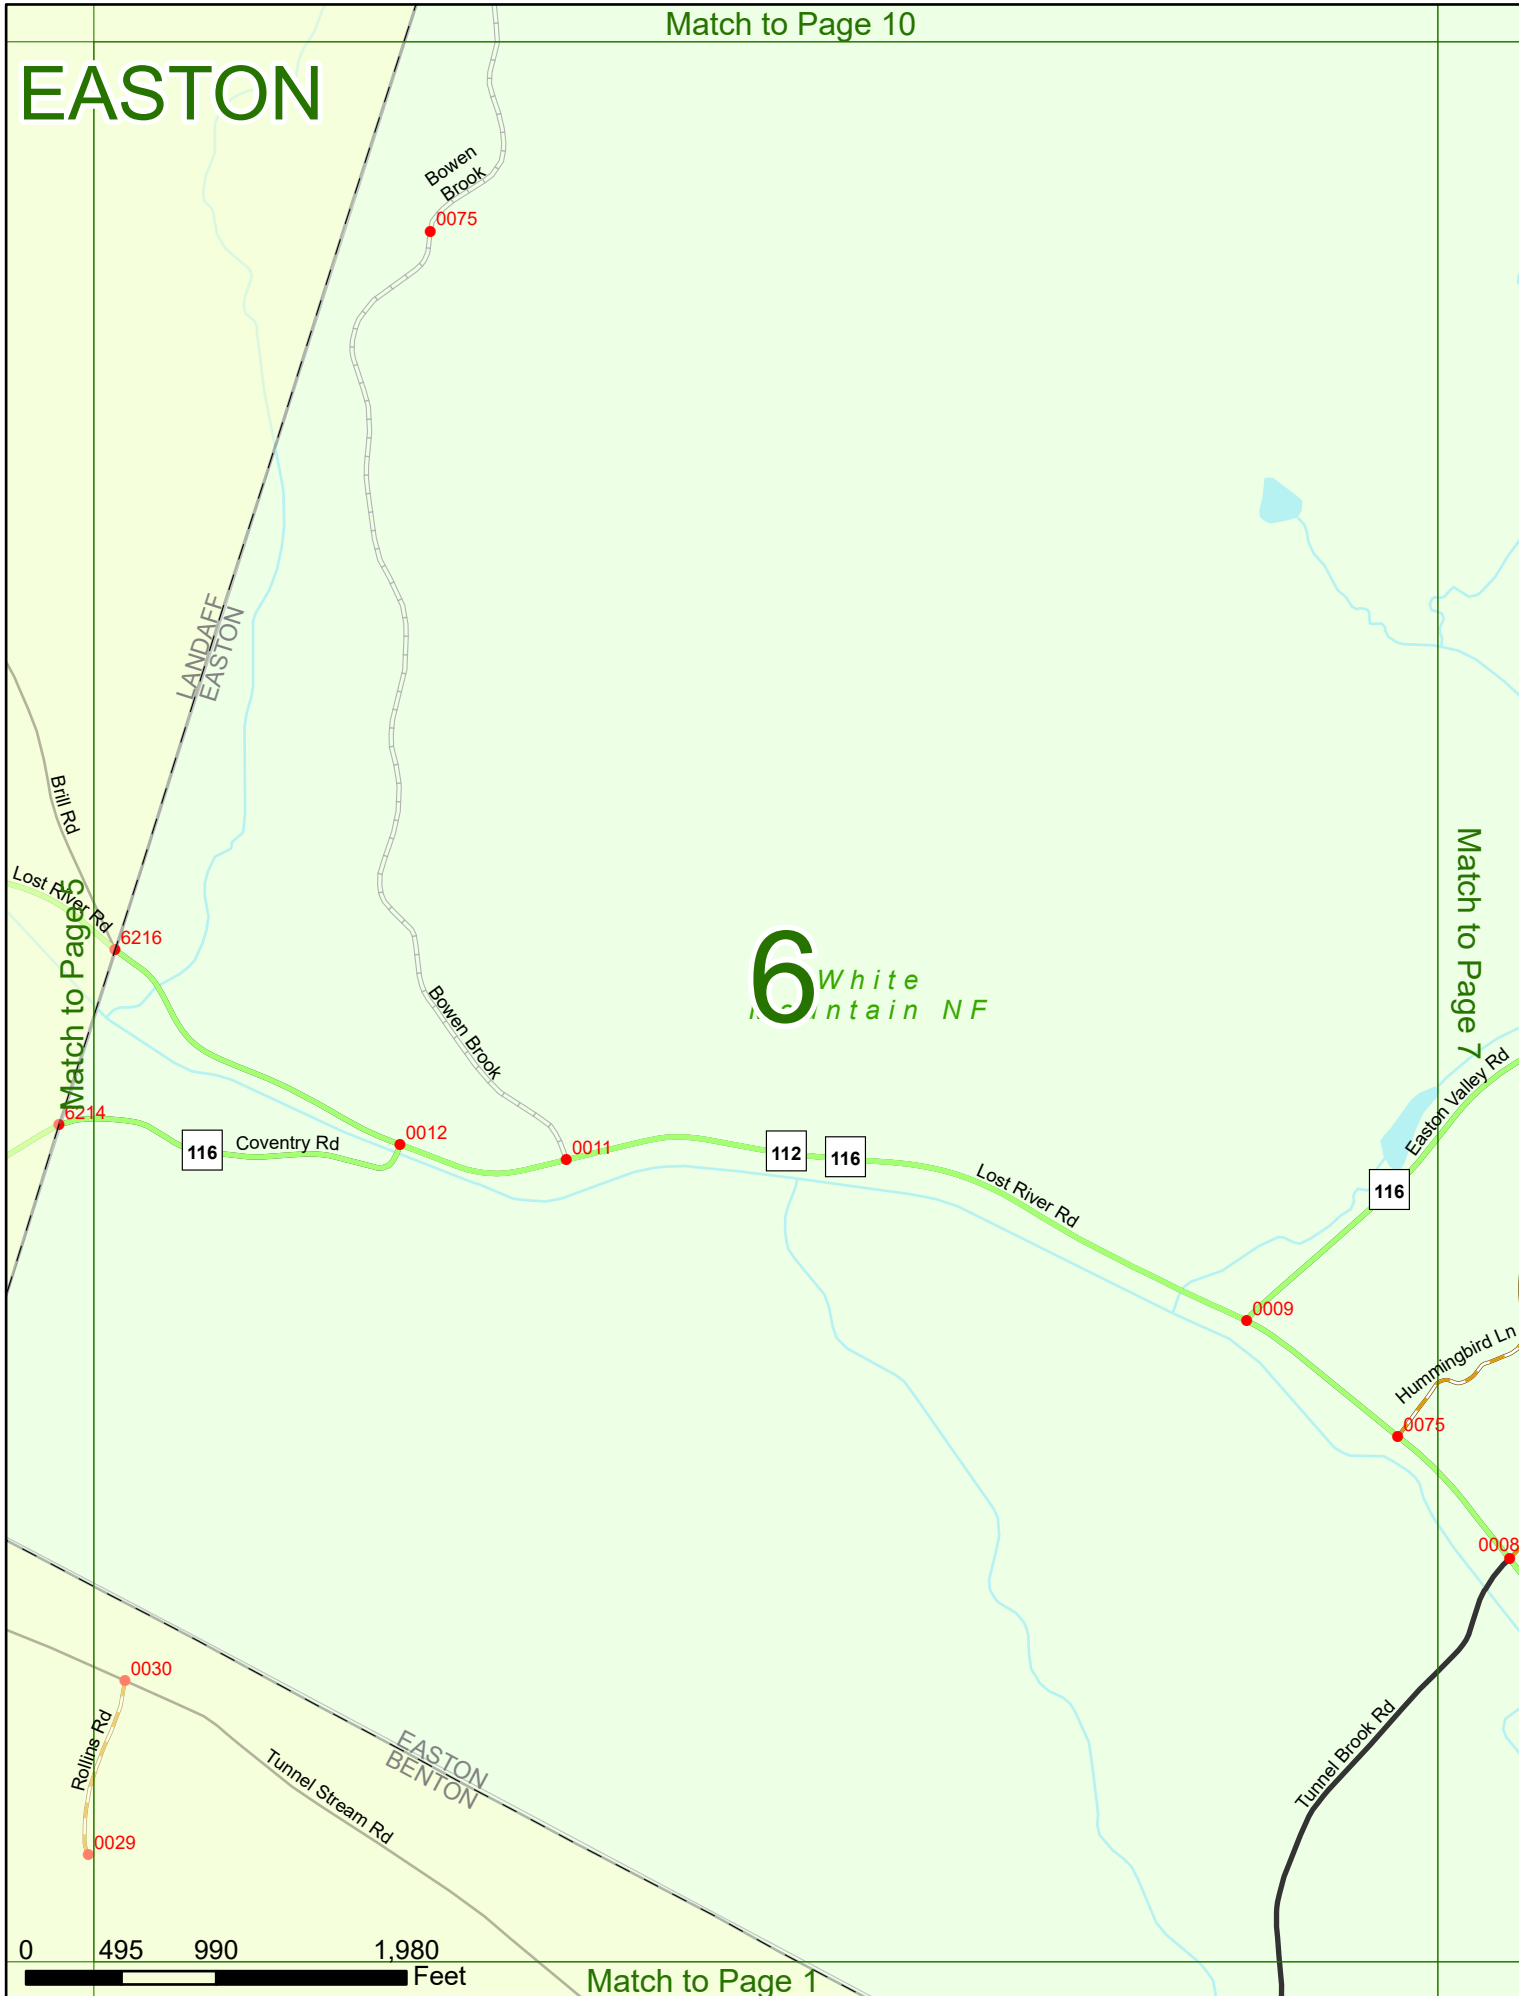 Match to Page 10
EASTON
Bowen
Brook
0075
LANDAFF
EASTON
Brill Rd
Lost River Rd
Match to Page 5
6216
6
White
Mountain NF
Match to Page 7
Bowen Brook
Easton Valley Rd
6214
116
Coventry Rd
0012
0011
112
116
Lost River Rd
116
0009
Hummingbird Ln
0075
0008
0030
Rollins Rd
EASTON
BENTON
Tunnel Stream Rd
Tunnel Brook Rd
0029
0 495 990 1,980
Feet
Match to Page 1